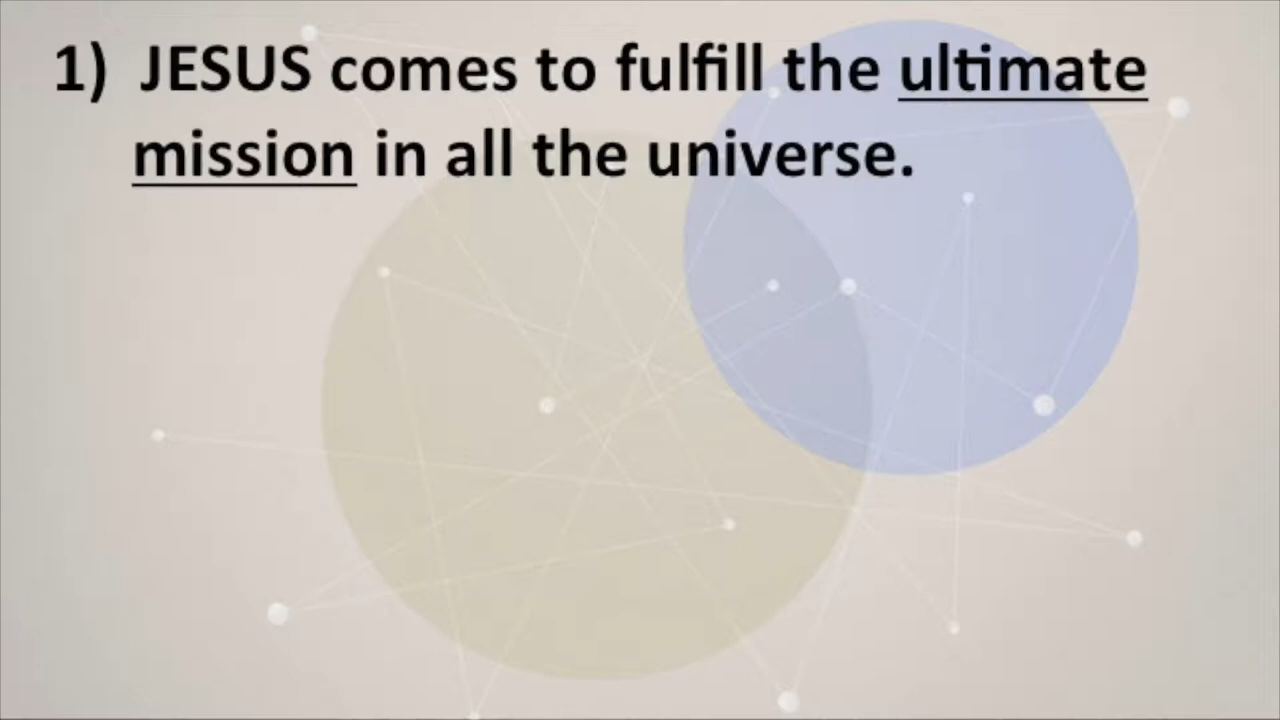 1) JESUS comes to fulfill the ultimate
mission in all the universe.